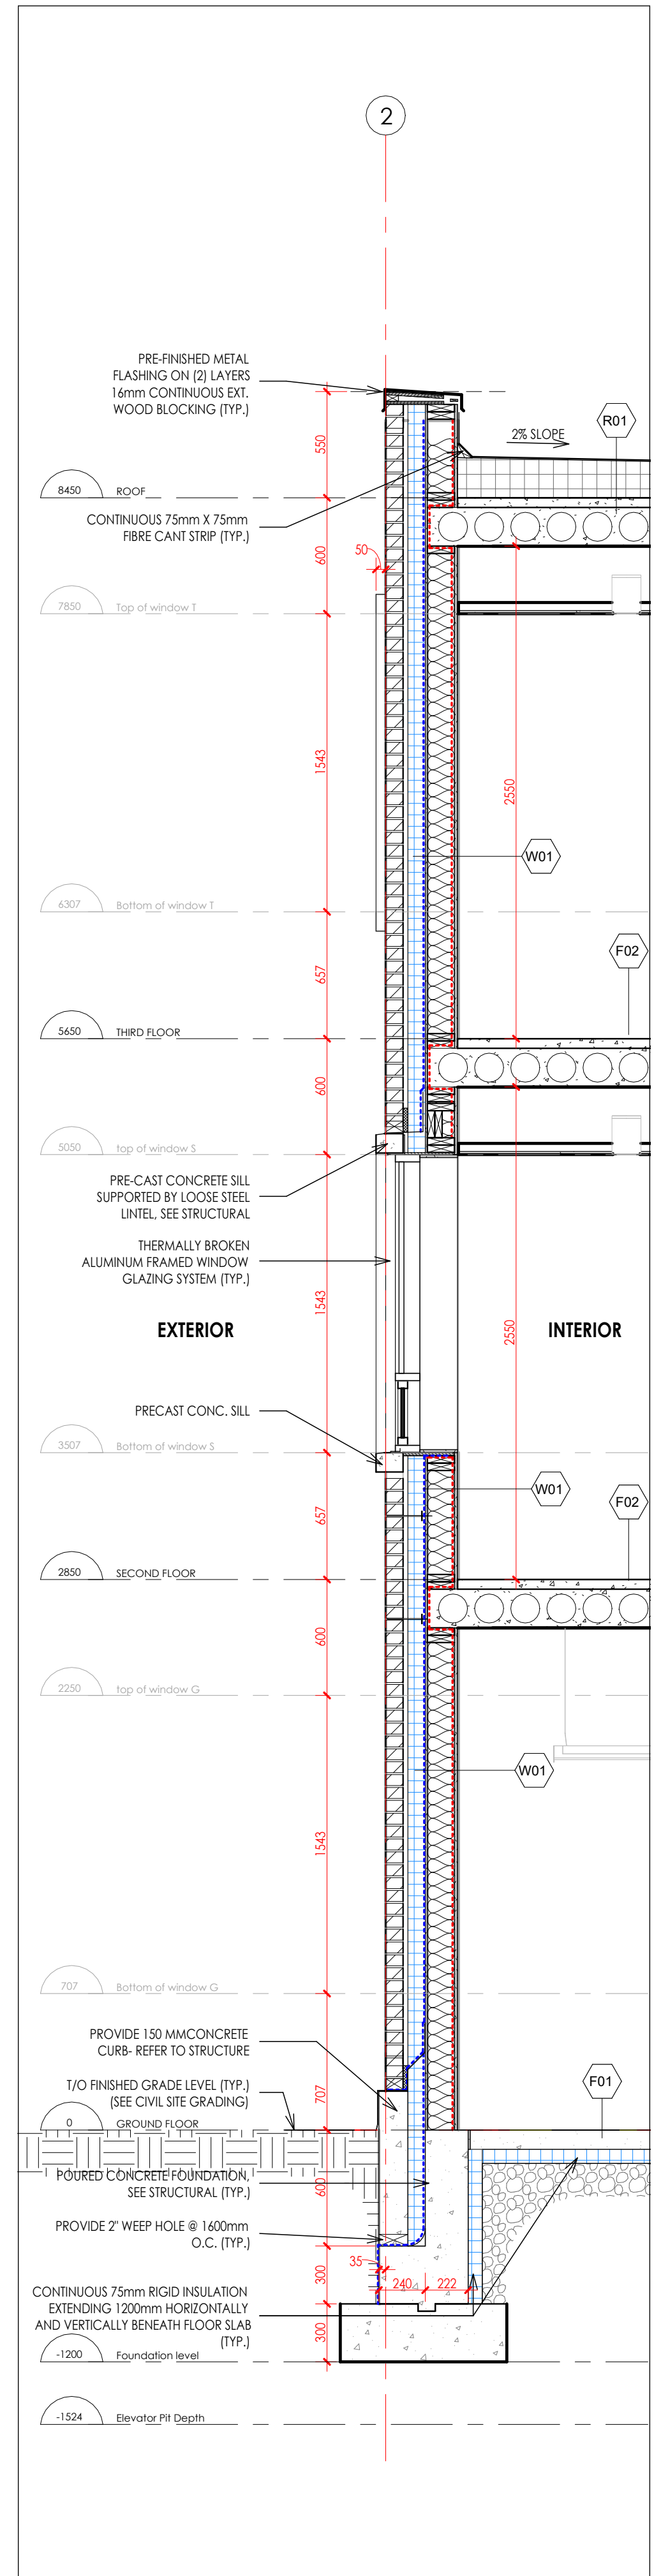 2
PRE-FINISHED METAL
FLASHING ON (2) LAYERS
16mm CONTINUOUS EXT.
WOOD BLOCKING (TYP.)
R01
2% SLOPE
550
8450 ROOF
CONTINUOUS 75mm X 75mm
FIBRE CANT STRIP (TYP.)
50
600
7850 Top of window T
1543
2550
W01
6307 Bottom of window T
F02
657
5650 THIRD FLOOR
600
5050 top of window S
PRE-CAST CONCRETE SILL
SUPPORTED BY LOOSE STEEL
LINTEL, SEE STRUCTURAL
THERMALLY BROKEN
ALUMINUM FRAMED WINDOW
GLAZING SYSTEM (TYP.)
1543
2550
EXTERIOR
INTERIOR
PRECAST CONC. SILL
3507 Bottom of window S
W01
F02
657
2850 SECOND FLOOR
600
2250 top of window G
W01
1543
707 Bottom of window G
PROVIDE 150 MMCONCRETE
CURB- REFER TO STRUCTURE
707
F01
T/O FINISHED GRADE LEVEL (TYP.)
(SEE CIVIL SITE GRADING)
0 GROUND FLOOR
POURED CONCRETE FOUNDATION,
SEE STRUCTURAL (TYP.)
600
PROVIDE 2" WEEP HOLE @ 1600mm
O.C. (TYP.)
35
300
240
222
CONTINUOUS 75mm RIGID INSULATION
EXTENDING 1200mm HORIZONTALLY
AND VERTICALLY BENEATH FLOOR SLAB
(TYP.)
300
-1200 Foundation level
-1524 Elevator Pit Depth